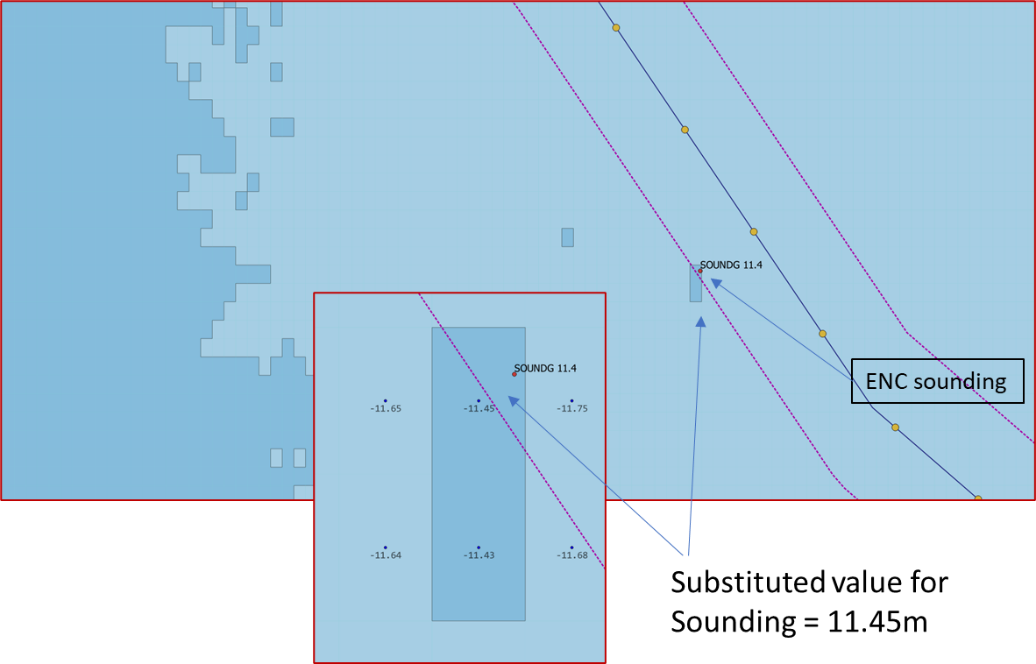 SOUNDG 11.4
ENC sounding
SOUNDG 11.4
-11.65
-11.45
-11.75
-11.64
-11.43
-11.68
Substituted value for
Sounding = 11.45m